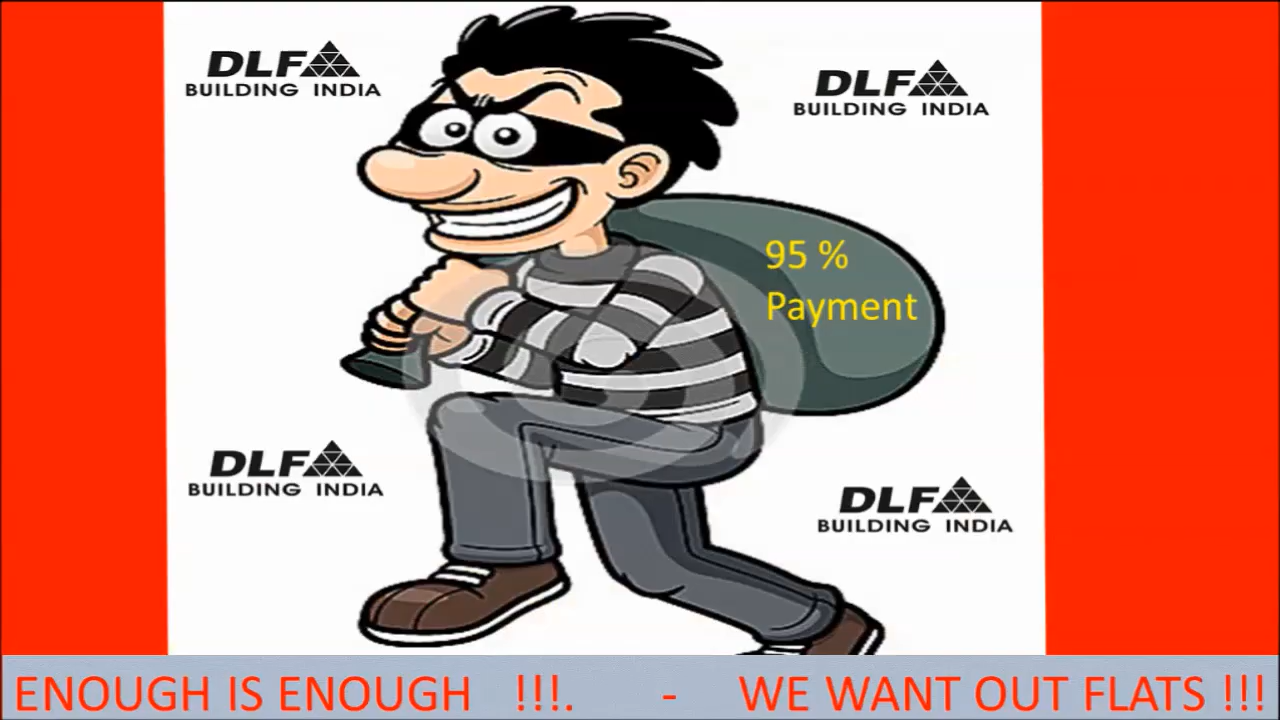 DLF
BUILDING INDIA
DLF
BUILDING INDIA
95 %
Payment
DLF
BUILDING INDIA
DLF
BUILDING INDIA
ENOUGH IS ENOUGH !!!. - WE WANT OUT FLATS !!!